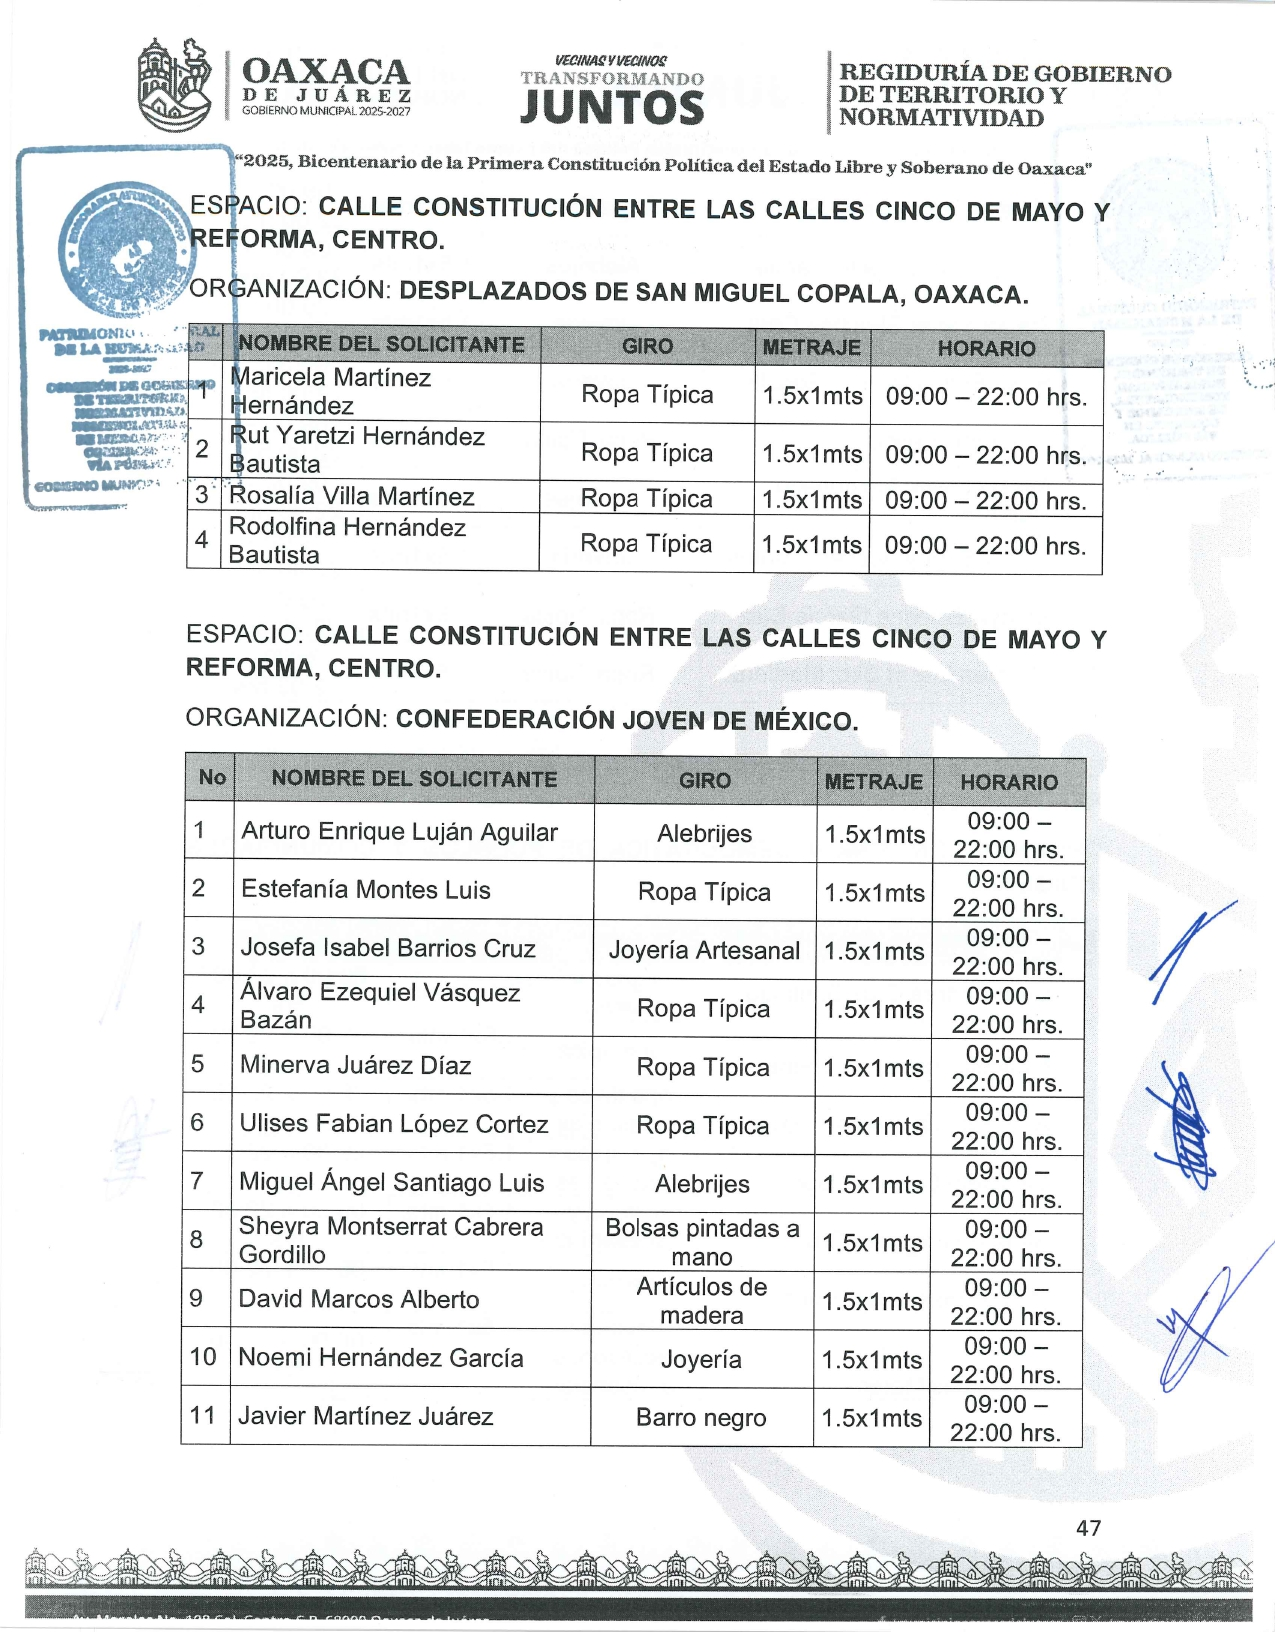 OAXACA
DE JUÁREZ
GOBIERNO MUNICIPAL 2025-2027
VECINAS Y VECINOS
TRANSFORMANDO
JUNTOS
REGIDURÍA DE GOBIERNO
DE TERRITORIO Y
NORMATIVIDAD
"2025, Bicentenario de la Primera Constitución Política del Estado Libre y Soberano de Oaxaca"
ESPACIO: CALLE CONSTITUCIÓN ENTRE LAS CALLES CINCO DE MAYO Y
REFORMA, CENTRO.
ORGANIZACIÓN: DESPLAZADOS DE SAN MIGUEL COPALA, OAXACA.
PATRIMONIO
DE LA HUMANIDAD
DE TERRITORIO
VÍA PÚBLICA
GOBIERNO MUNICIPAL
NOMBRE DEL SOLICITANTE GIRO METRAJE HORARIO
1 Maricela Martínez Hernández Ropa Típica 1.5x1mts 09:00 – 22:00 hrs.
2 Rut Yaretzi Hernández Bautista Ropa Típica 1.5x1mts 09:00 – 22:00 hrs.
3 Rosalía Villa Martínez Ropa Típica 1.5x1mts 09:00 – 22:00 hrs.
4 Rodolfina Hernández Bautista Ropa Típica 1.5x1mts 09:00 – 22:00 hrs.
ESPACIO: CALLE CONSTITUCIÓN ENTRE LAS CALLES CINCO DE MAYO Y
REFORMA, CENTRO.
ORGANIZACIÓN: CONFEDERACIÓN JOVEN DE MÉXICO.
No NOMBRE DEL SOLICITANTE GIRO METRAJE HORARIO
1 Arturo Enrique Luján Aguilar Alebrijes 1.5x1mts 09:00 – 22:00 hrs.
2 Estefanía Montes Luis Ropa Típica 1.5x1mts 09:00 – 22:00 hrs.
3 Josefa Isabel Barrios Cruz Joyería Artesanal 1.5x1mts 09:00 – 22:00 hrs.
4 Álvaro Ezequiel Vásquez Bazán Ropa Típica 1.5x1mts 09:00 – 22:00 hrs.
5 Minerva Juárez Díaz Ropa Típica 1.5x1mts 09:00 – 22:00 hrs.
6 Ulises Fabian López Cortez Ropa Típica 1.5x1mts 09:00 – 22:00 hrs.
7 Miguel Ángel Santiago Luis Alebrijes 1.5x1mts 09:00 – 22:00 hrs.
8 Sheyra Montserrat Cabrera Gordillo Bolsas pintadas a mano 1.5x1mts 09:00 – 22:00 hrs.
9 David Marcos Alberto Artículos de madera 1.5x1mts 09:00 – 22:00 hrs.
10 Noemi Hernández García Joyería 1.5x1mts 09:00 – 22:00 hrs.
11 Javier Martínez Juárez Barro negro 1.5x1mts 09:00 – 22:00 hrs.
47